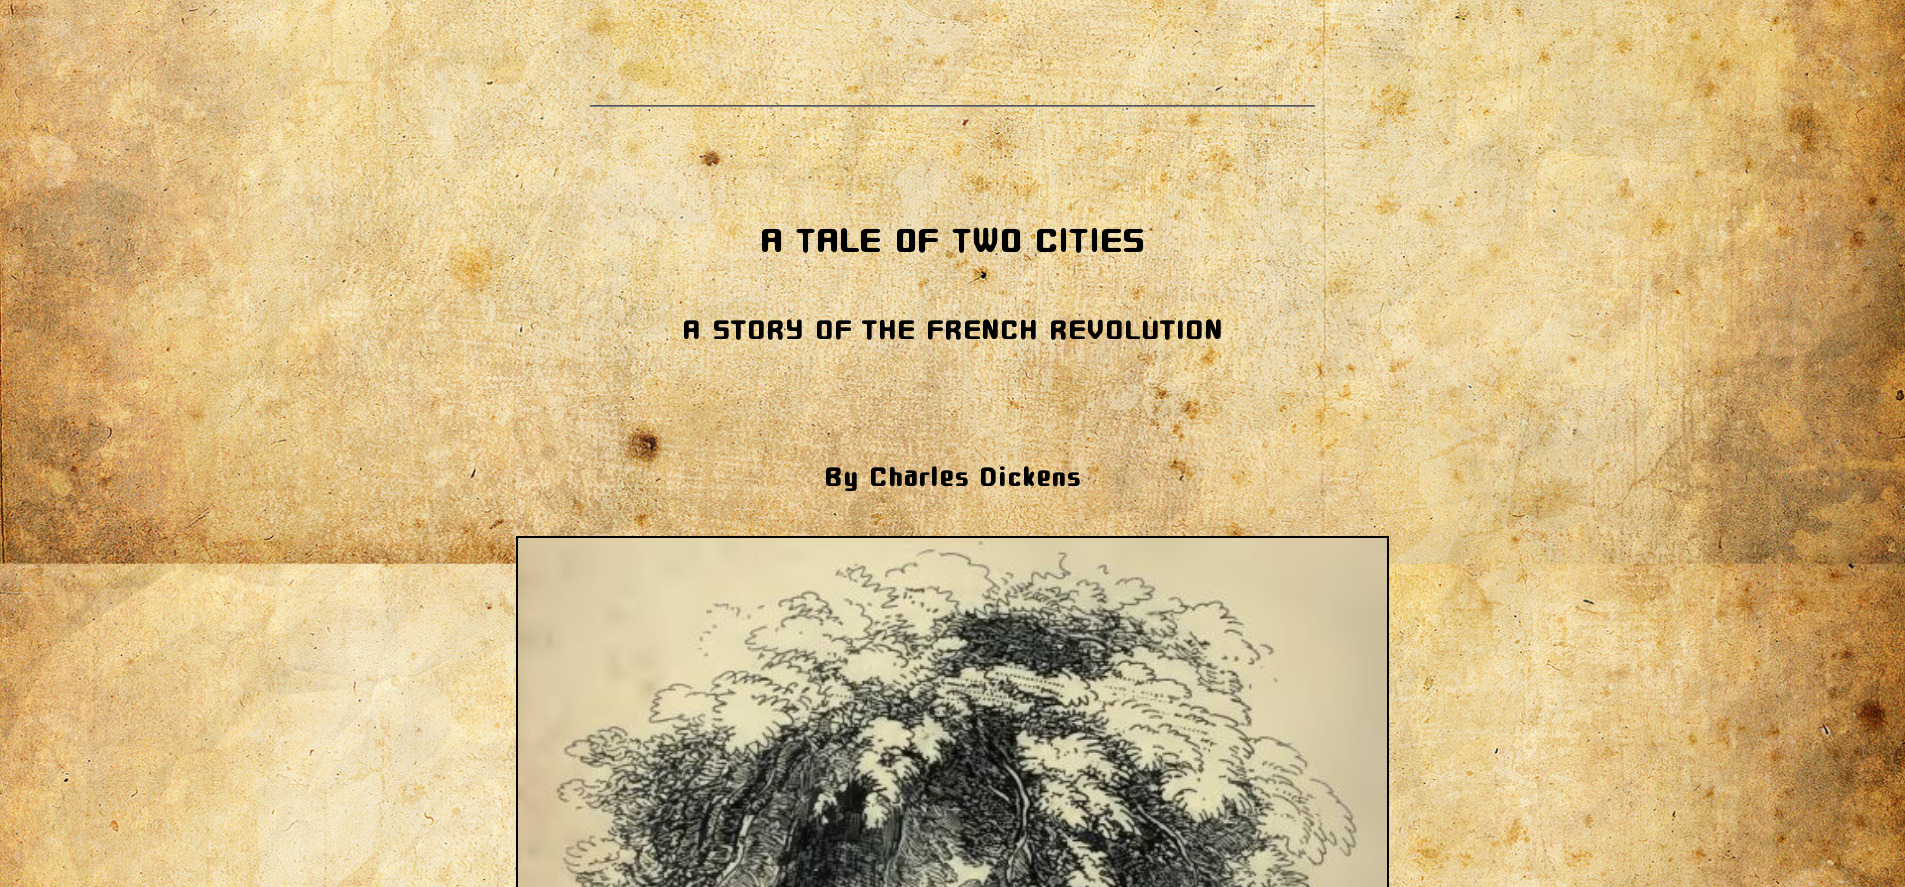 A TALE OF TWO CITIES
A STORY OF THE FRENCH REVOLUTION
By Charles Dickens